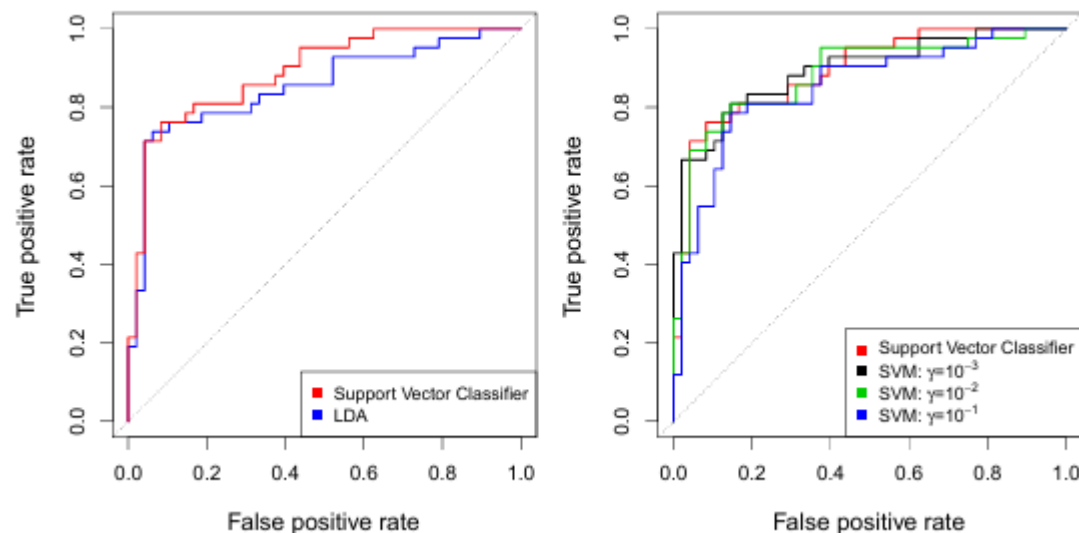 True positive rate
1.0
0.8
0.6
0.4
0.2
0.0
Support Vector Classifier
LDA
0.0 0.2 0.4 0.6 0.8 1.0
False positive rate
True positive rate
1.0
0.8
0.6
0.4
0.2
0.0
Support Vector Classifier
SVM: γ=10⁻³
SVM: γ=10⁻²
SVM: γ=10⁻¹
0.0 0.2 0.4 0.6 0.8 1.0
False positive rate